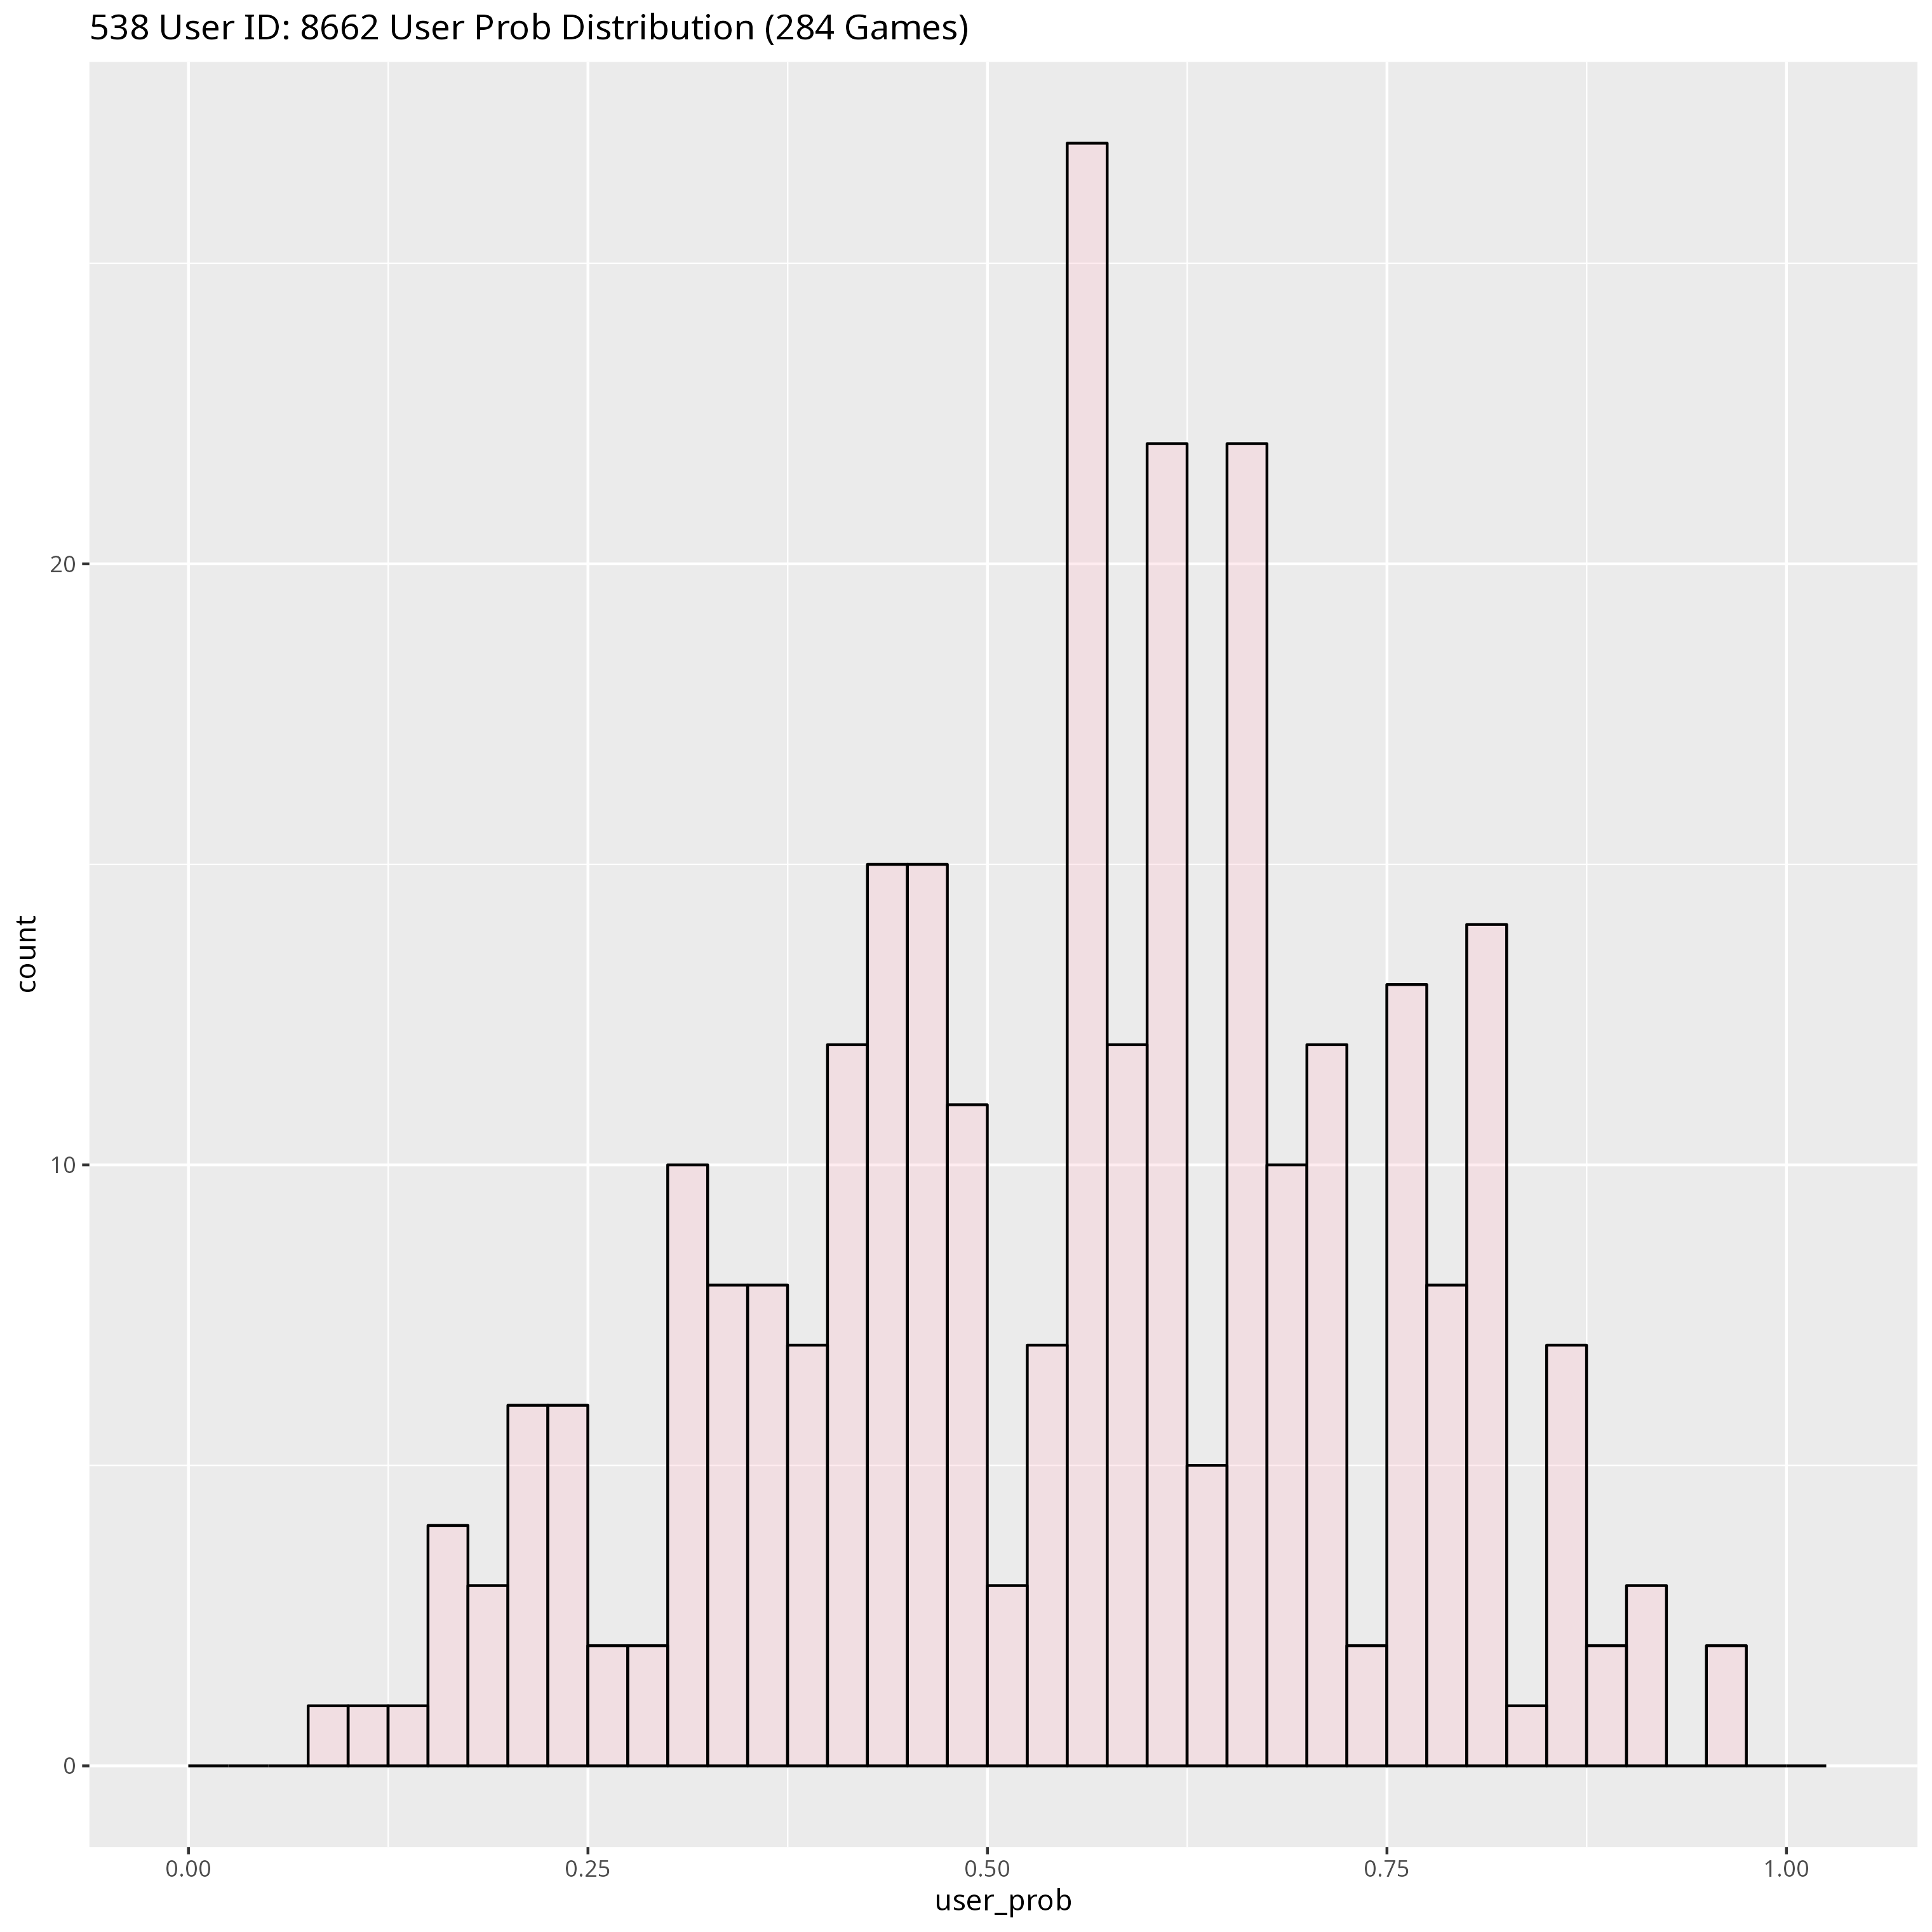 538 User ID: 8662 User Prob Distribution (284 Games)
count
20
10
0
0.00 0.25 0.50 0.75 1.00
user_prob